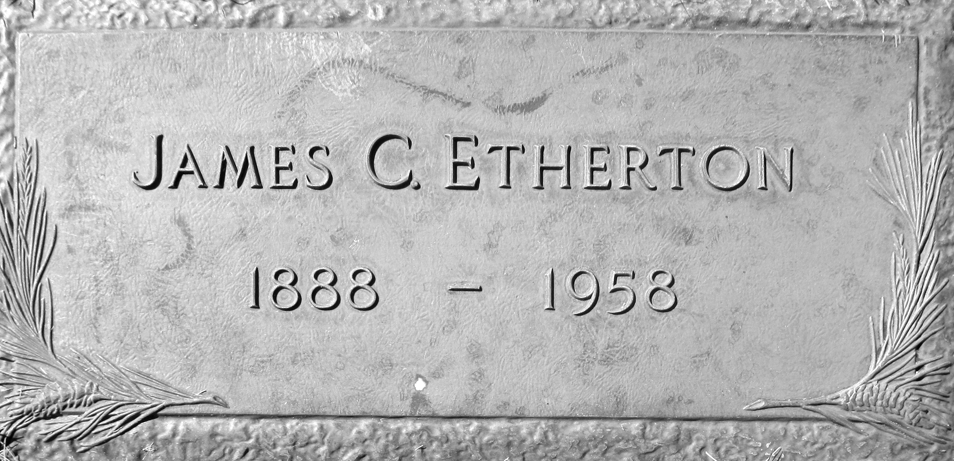 JAMES C. ETHERTON
1888 – 1958